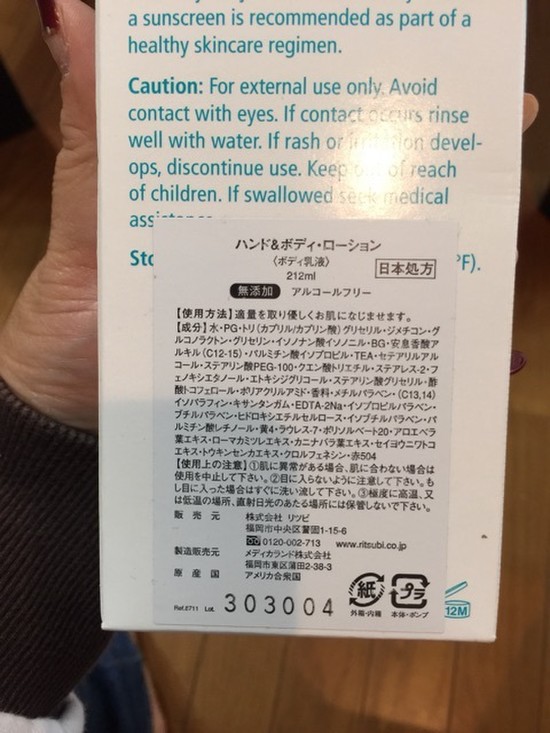 a sunscreen is recommended as part of a
healthy skincare regimen.
Caution: For external use only. Avoid
contact with eyes. If contact occurs rinse
well with water. If rash or irritation devel-
ops, discontinue use. Keep out of reach
of children. If swallowed seek medical
assistance.
Sto
PF).
ハンド&ボディ・ローション
〈ボディ乳液〉
212ml
日本処方
無添加 アルコールフリー
【使用方法】適量を取り優しくお肌になじませます。
【成分】水・PG・トリ(カプリル/カプリン酸)グリセリル・ジメチコン・グ
ルコノラクトン・グリセリン・イソノナン酸イソノニル・BG・安息香酸ア
ルキル(C12-15)・パルミチン酸イソプロピル・TEA・セテアリルアル
コール・ステアリン酸PEG-100・クエン酸トリエチル・ステアレス-2・フ
ェノキシエタノール・エトキシジグリコール・ステアリン酸グリセリル・酢
酸トコフェロール・ポリアクリルアミド・香料・メチルパラベン・(C13,14)
イソパラフィン・キサンタンガム・EDTA-2Na・イソプロピルパラベン・
ブチルパラベン・ヒドロキシエチルセルロース・イソブチルパラベン・パ
ルミチン酸レチノール・黄4・ラウレス-7・ポリソルベート20・アロエベラ
葉エキス・ローマカミツレエキス・カニナバラ葉エキス・セイヨウニワトコ
エキス・トウキンセンカエキス・クロルフェネシン・赤504
【使用上の注意】①肌に異常がある場合、肌に合わない場合は
使用を中止して下さい。②目に入らないように注意して下さい。も
し目に入った場合はすぐに洗い流して下さい。③極度に高温、又
は低温の場所、直射日光のあたる場所には保管しないで下さい。
販売元 株式会社 リツビ
福岡市中央区警固1-15-6
0120-002-713 www.ritsubi.co.jp
製造販売元 メディカランド株式会社
福岡市東区蒲田2-38-3
原産国 アメリカ合衆国
Ref.8711 Lot. 303004
紙 プラ
外箱・内箱 本体・ポンプ
12M